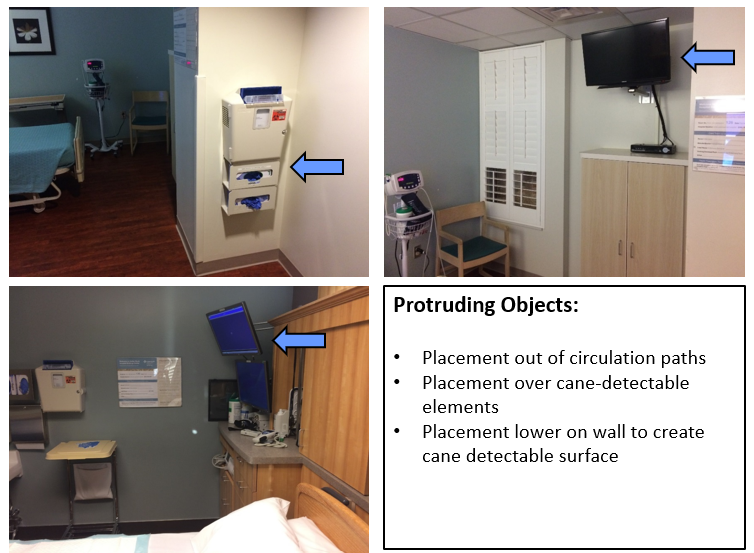 Protruding Objects:
• Placement out of circulation paths
• Placement over cane-detectable
elements
• Placement lower on wall to create
cane detectable surface